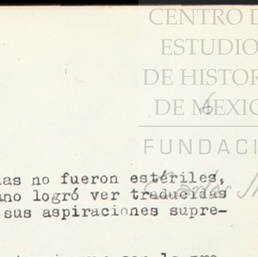 CENTRO D
ESTUDIO
DE HISTOR
DE MEXIC
6
FUNDACI
Carlos
as no fueron estériles,
ano logró ver traducidas
sus aspiraciones supre-